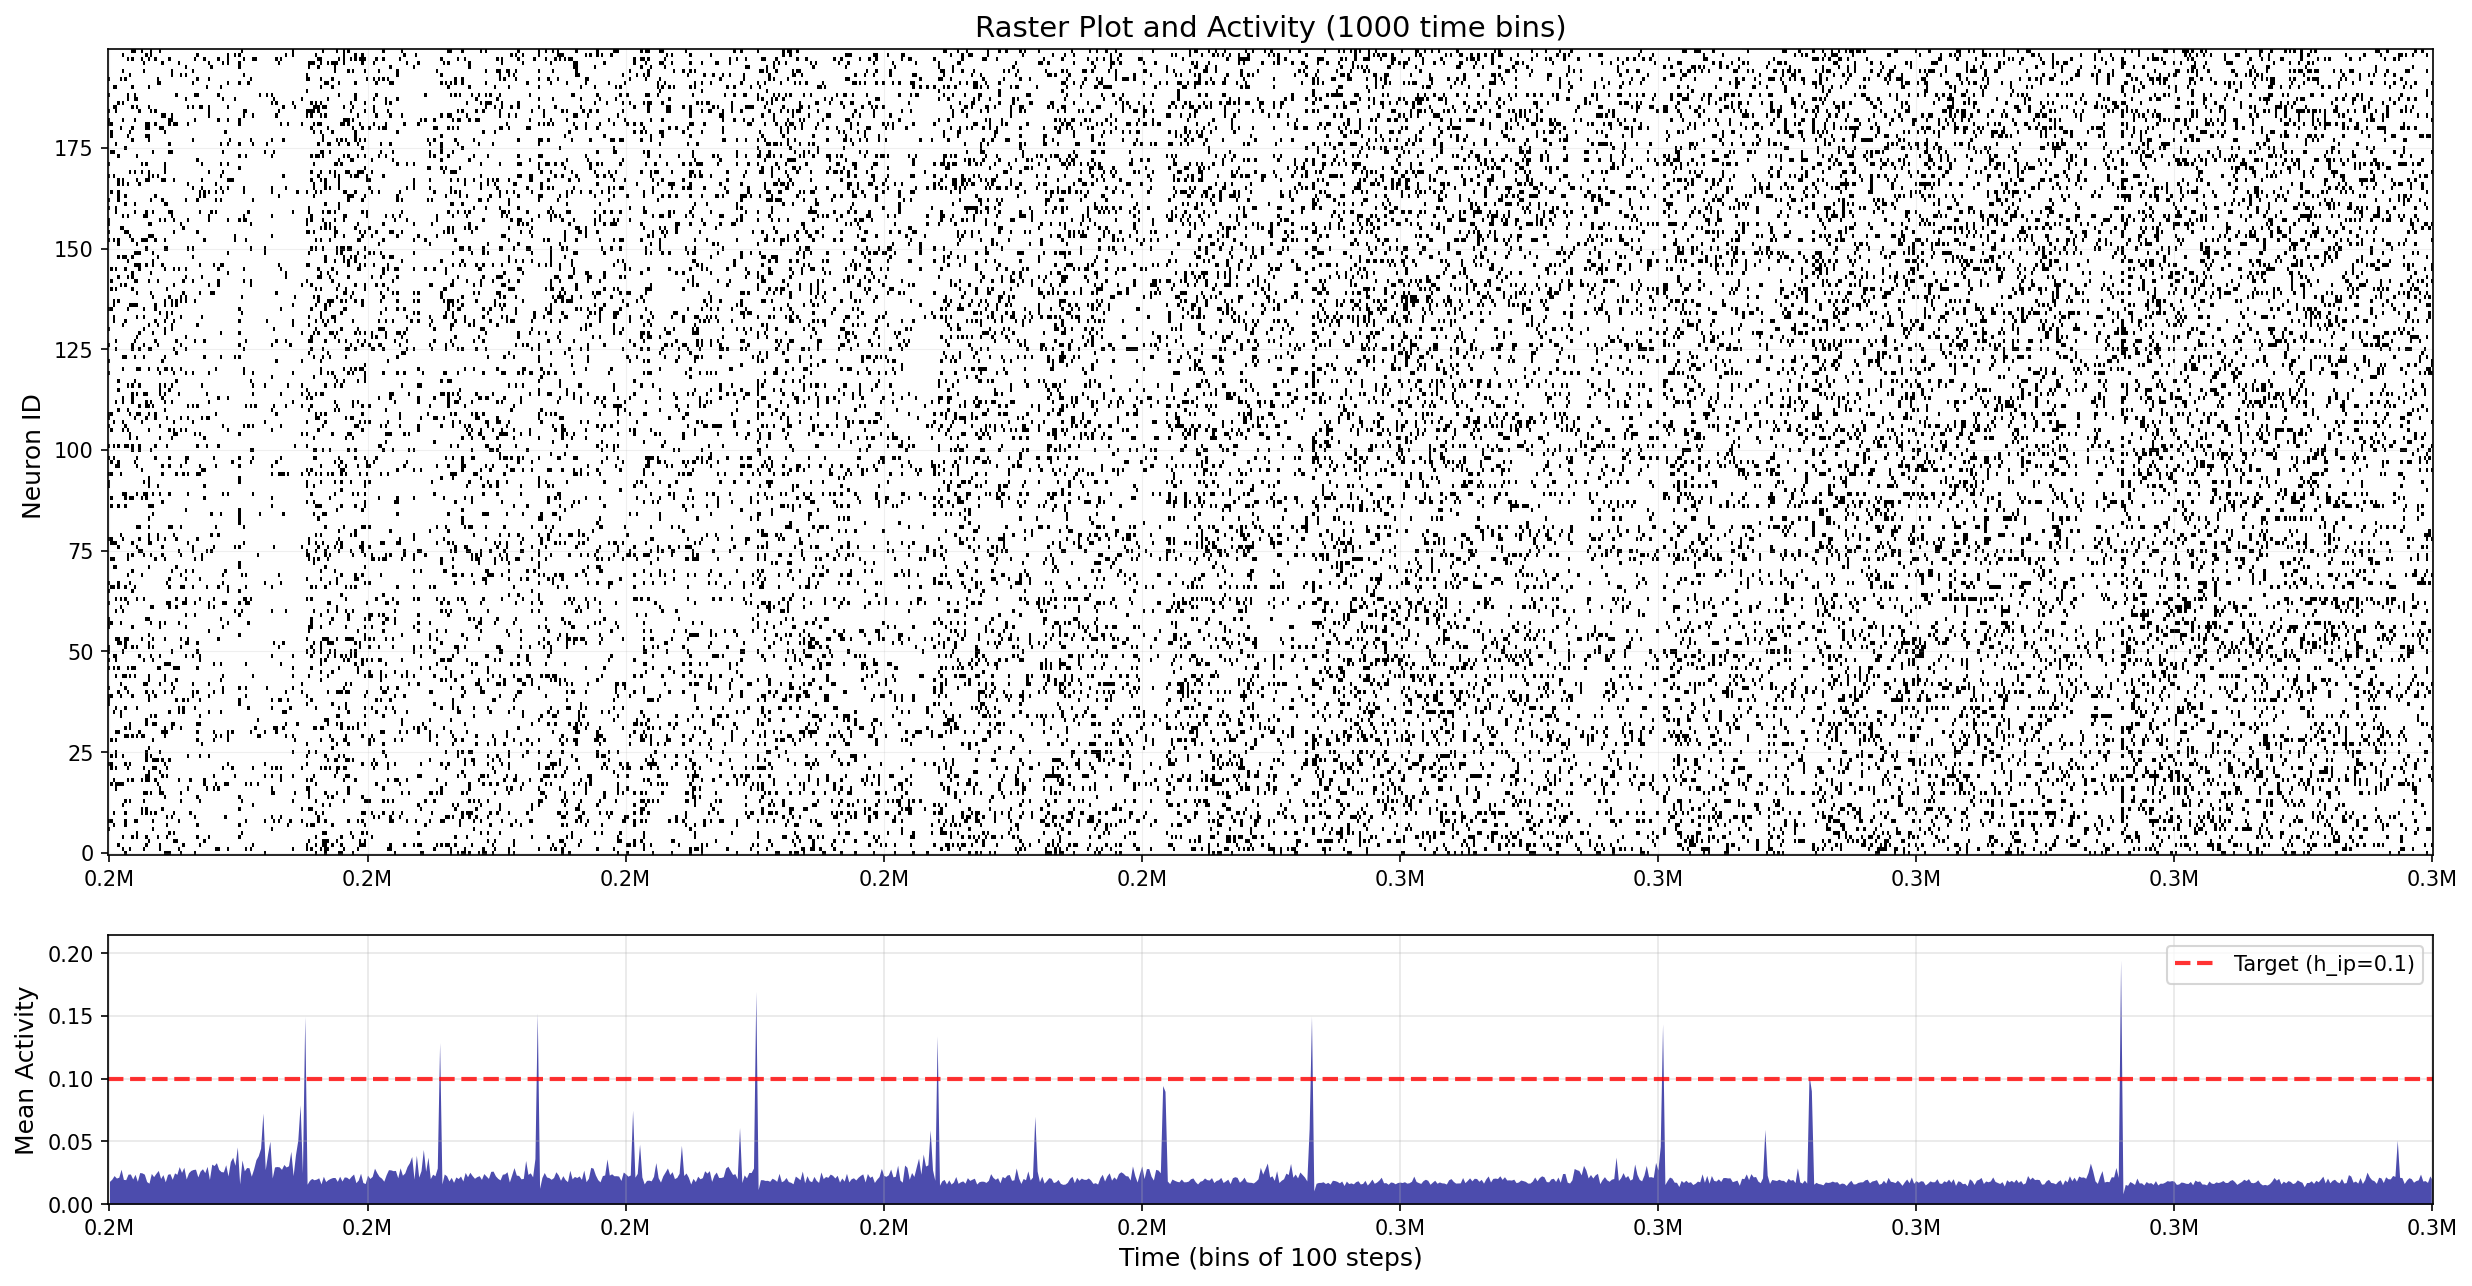 Raster Plot and Activity (1000 time bins)
Neuron ID
175
150
125
100
75
50
25
0
0.2M 0.2M 0.2M 0.2M 0.2M 0.3M 0.3M 0.3M 0.3M 0.3M
Mean Activity
0.20
0.15
0.10
0.05
0.00
Target (h_ip=0.1)
0.2M 0.2M 0.2M 0.2M 0.2M 0.3M 0.3M 0.3M 0.3M 0.3M
Time (bins of 100 steps)